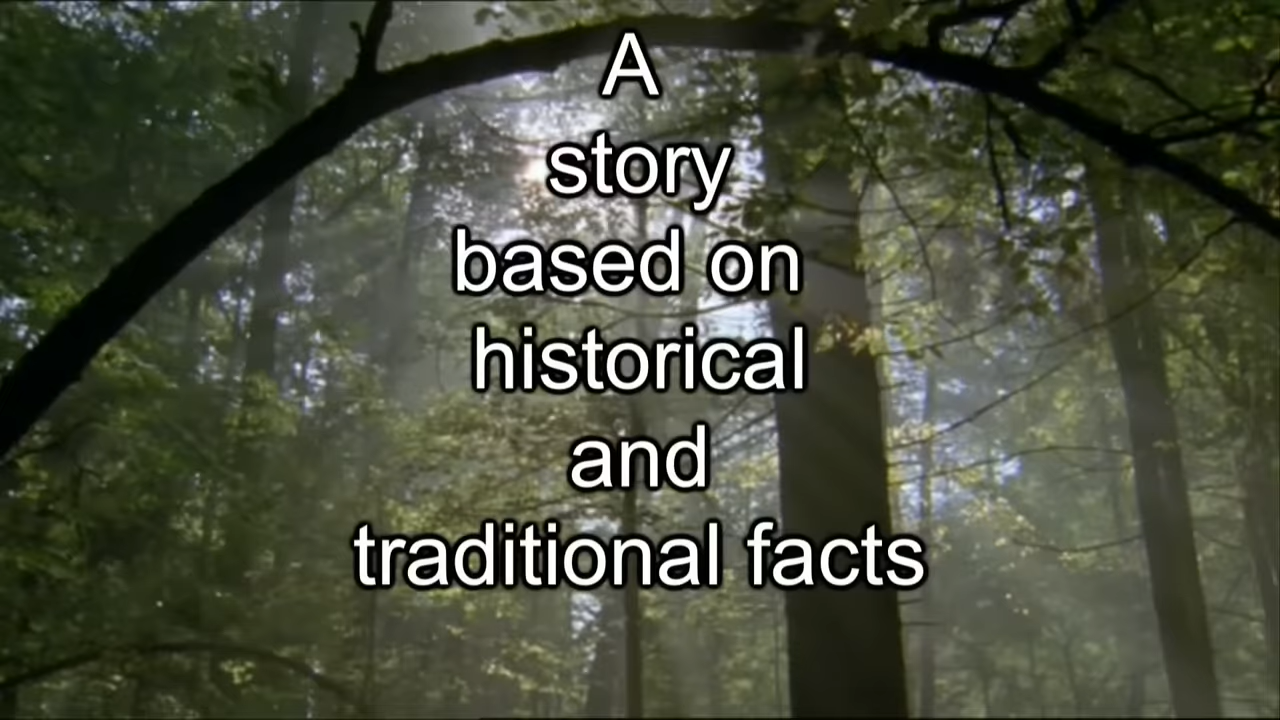 A
story
based on
historical
and
traditional facts